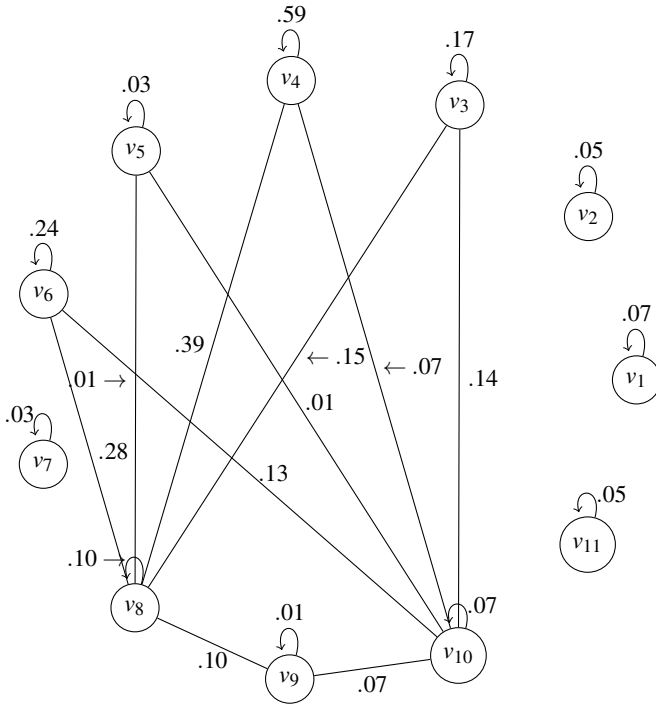 .59
.17
.03
v4
v3
.05
v5
v2
.24
v6
.07
.39
← .15
← .07
.01 →
.14
v1
.01
.03
.28
v7
.13
.05
v11
.10 →
v8
.01
.07
.10
v9
.07
v10